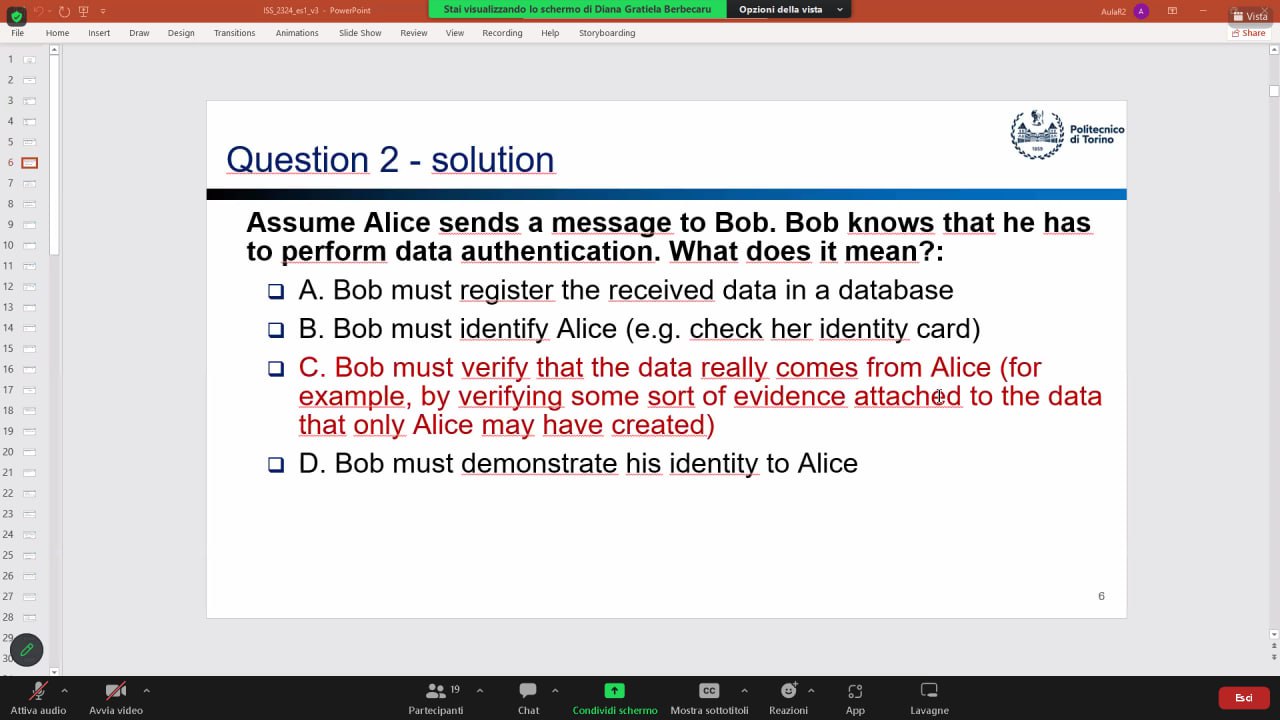 ISS_2324_es1_v3 - PowerPoint
Stai visualizzando lo schermo di Diana Gratiela Berbecaru
Opzioni della vista
AulaR2
A
Vista
File Home Insert Draw Design Transitions Animations Slide Show Review View Recording Help Storyboarding
Share
1
2
3
4
5
6
7
8
9
10
11
12
13
14
15
16
17
18
19
20
21
22
23
24
25
26
27
28
29
30
Politecnico
di Torino
1859
Question 2 - solution
Assume Alice sends a message to Bob. Bob knows that he has
to perform data authentication. What does it mean?:
A. Bob must register the received data in a database
B. Bob must identify Alice (e.g. check her identity card)
C. Bob must verify that the data really comes from Alice (for
example, by verifying some sort of evidence attached to the data
that only Alice may have created)
D. Bob must demonstrate his identity to Alice
6
Attiva audio
Avvia video
19
Partecipanti
Chat
Condividi schermo
CC
Mostra sottotitoli
Reazioni
App
Lavagne
Esci